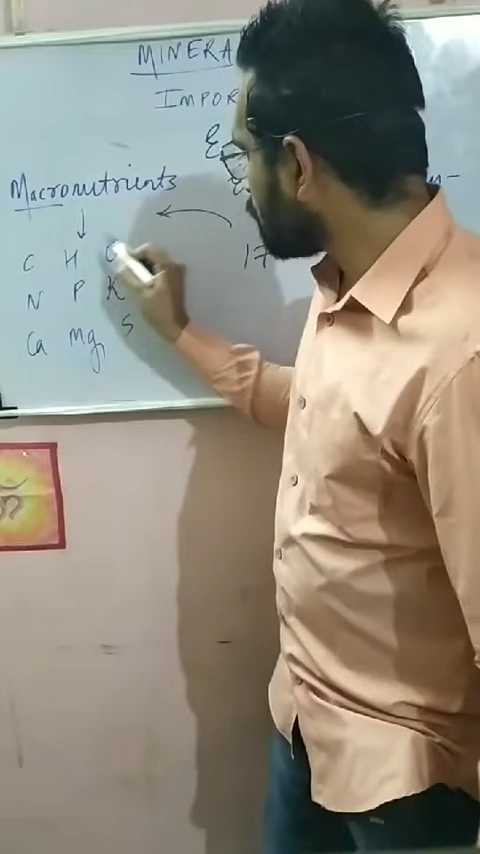 MINERA
IMPOR
Macronutrients
17
C H
N P K
Ca Mg S
ॐ